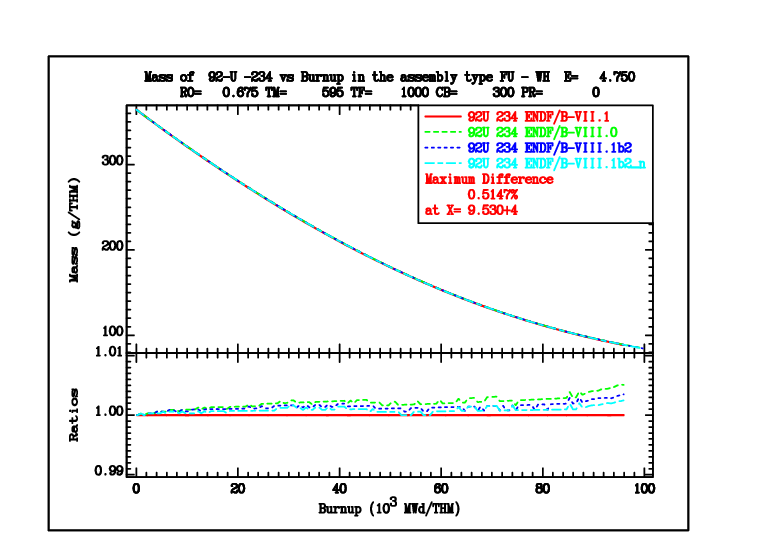 Mass of 92-U -234 vs Burnup in the assembly type FU - WH E= 4.750
RO= 0.675 TM= 595 TF= 1000 CB= 300 PR= 0
92U 234 ENDF/B-VII.1
92U 234 ENDF/B-VIII.0
92U 234 ENDF/B-VIII.1b2
92U 234 ENDF/B-VIII.1b2_n
Maximum Difference
0.5147%
at X= 9.530+4
300
200
100
Mass (g/THM)
1.01
1.00
0.99
Ratios
0 20 40 60 80 100
Burnup (103 MWd/THM)